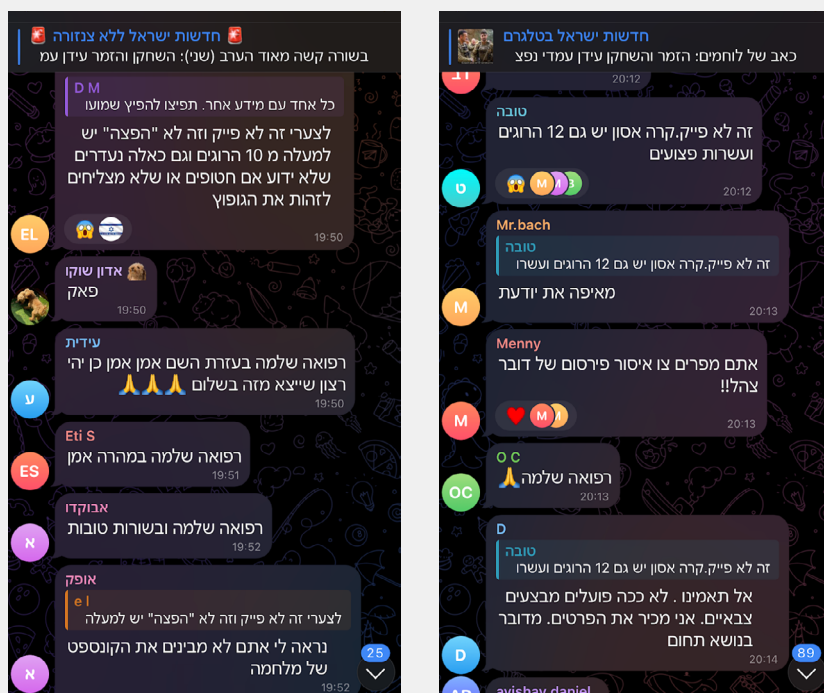 🚨 חדשות ישראל ללא צנזורה 🚨
בשורה קשה מאוד הערב (שני): השחקן והזמר עידן עמ
D M
כל אחד עם מידע אחר. תפיצו להפיץ שמועו
לצערי זה לא פייק וזה לא "הפצה" יש
למעלה מ 10 הרוגים וגם כאלה נעדרים
שלא ידוע אם חטופים או שלא מצליחים
לזהות את הגופוץ
19:50
EL
אדון שוקו
פאק
19:50
עידית
רפואה שלמה בעזרת השם אמן אמן כן יהי
רצון שייצא מזה בשלום 🙏🙏🙏
19:50
ע
Eti S
רפואה שלמה במהרה אמן
19:51
ES
אבוקדו
רפואה שלמה ובשורות טובות
19:52
א
אופק
e l
לצערי זה לא פייק וזה לא "הפצה" יש למעלה
נראה לי אתם לא מבינים את הקונספט
של מלחמה
19:52
א
25
חדשות ישראל בטלגרם
כאב של לוחמים: הזמר והשחקן עידן עמדי נפצ
20:12
טובה
זה לא פייק.קרה אסון יש גם 12 הרוגים
ועשרות פצועים
M
20:12
ט
Mr.bach
טובה
זה לא פייק.קרה אסון יש גם 12 הרוגים ועשרו
מאיפה את יודעת
20:13
M
Menny
אתם מפרים צו איסור פירסום של דובר
צהל!!
M
20:13
M
O C
רפואה שלמה🙏
20:13
OC
D
טובה
זה לא פייק.קרה אסון יש גם 12 הרוגים ועשרו
אל תאמינו . לא ככה פועלים מבצעים
צבאיים. אני מכיר את הפרטים. מדובר
בנושא תחום
20:14
D
89
avishay daniel